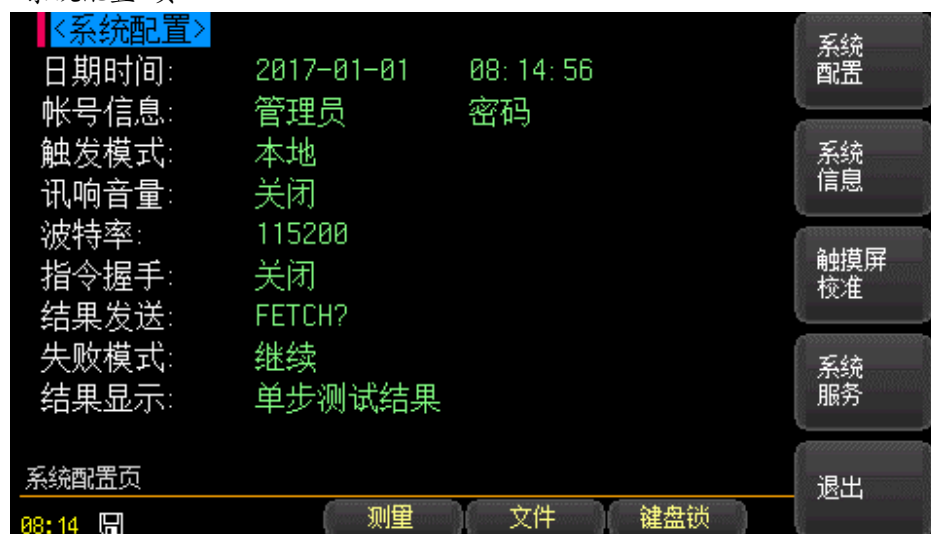 <系统配置>
日期时间: 2017-01-01 08:14:56
帐号信息: 管理员 密码
触发模式: 本地
讯响音量: 关闭
波特率: 115200
指令握手: 关闭
结果发送: FETCH?
失败模式: 继续
结果显示: 单步测试结果
系统配置页
08:14
测量 文件 键盘锁
系统
配置
系统
信息
触摸屏
校准
系统
服务
退出